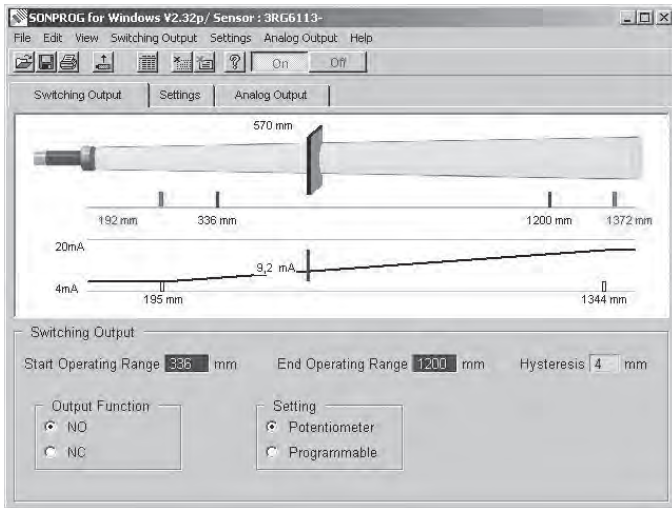 SONPROG for Windows V2.32p/ Sensor : 3RG6113-
File Edit View Switching Output Settings Analog Output Help
On Off
Switching Output Settings Analog Output
570 mm
192 mm 336 mm 1200 mm 1372 mm
20mA
9,2 mA
4mA
195 mm 1344 mm
Switching Output
Start Operating Range 336 mm End Operating Range 1200 mm Hysteresis 4 mm
Output Function Setting
NO Potentiometer
NC Programmable